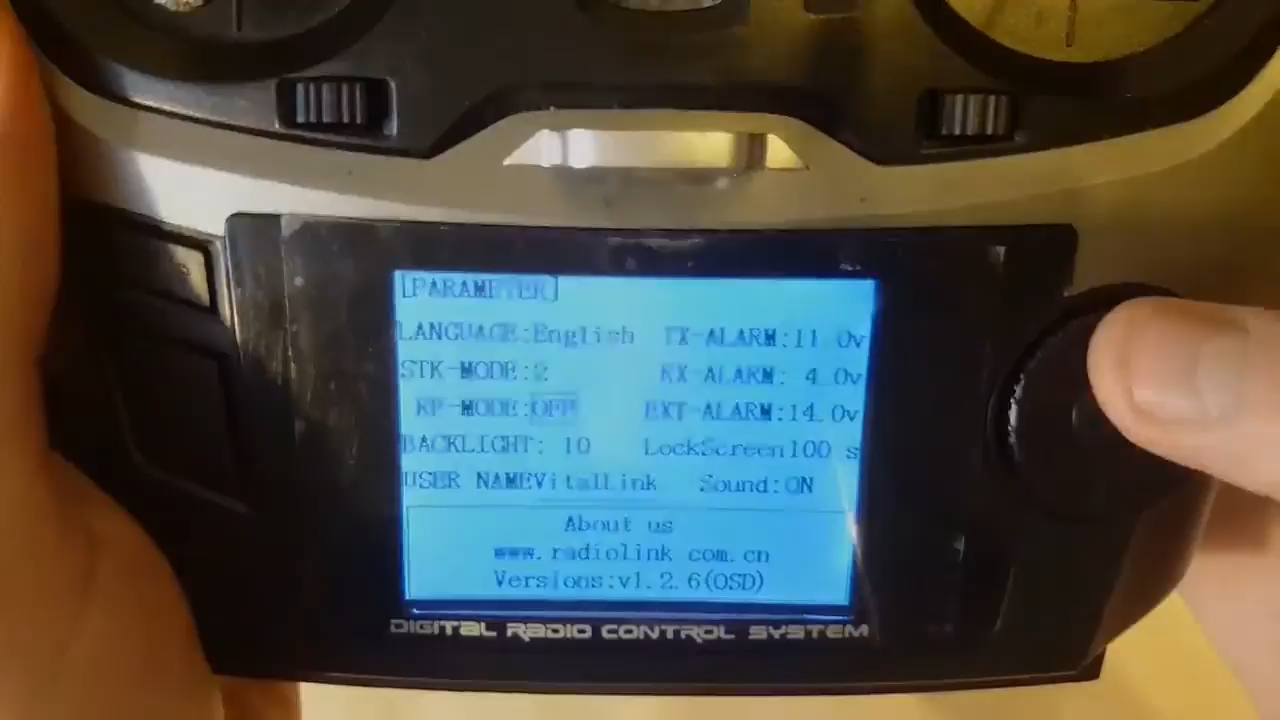 [PARAMETER]
LANGUAGE:English TX-ALARM:11.0v
STK-MODE:2 RX-ALARM: 4.0v
RP-MODE:OFF EXT-ALARM:14.0v
BACKLIGHT: 10 LockScreen100 s
USER NAMEVitalLink Sound:ON
About us
www.radiolink.com.cn
Versions:v1.2.6(OSD)
DIGITAL RADIO CONTROL SYSTEM